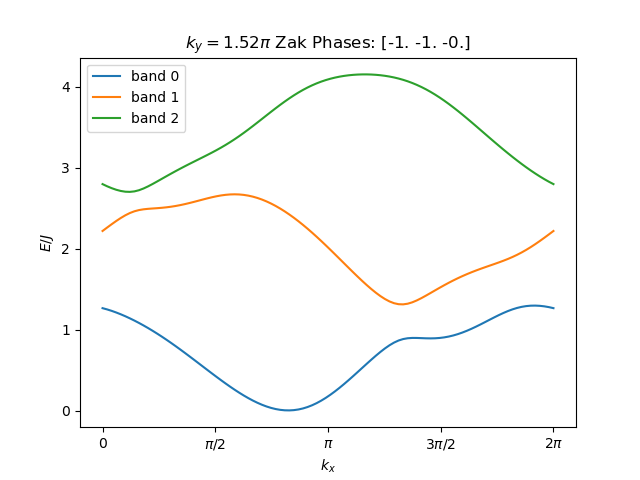 $k_y = 1.52\pi$ Zak Phases: [-1. -1. -0.]
band 0
band 1
band 2
4
3
2
1
0
E/J
0
π/2
π
3π/2
2π
$k_x$